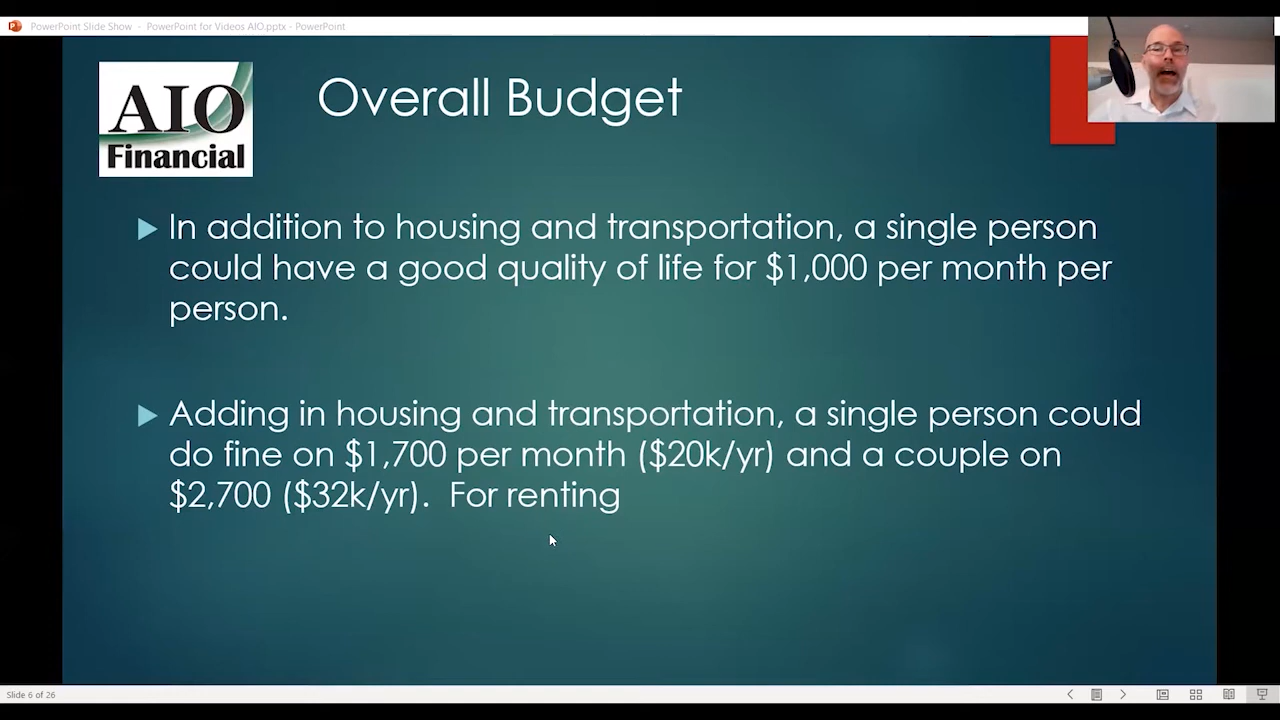 PowerPoint Slide Show - PowerPoint for Videos AIO.pptx - PowerPoint
AIO
Financial
Overall Budget
In addition to housing and transportation, a single person
could have a good quality of life for $1,000 per month per
person.
Adding in housing and transportation, a single person could
do fine on $1,700 per month ($20k/yr) and a couple on
$2,700 ($32k/yr).  For renting
Slide 6 of 26